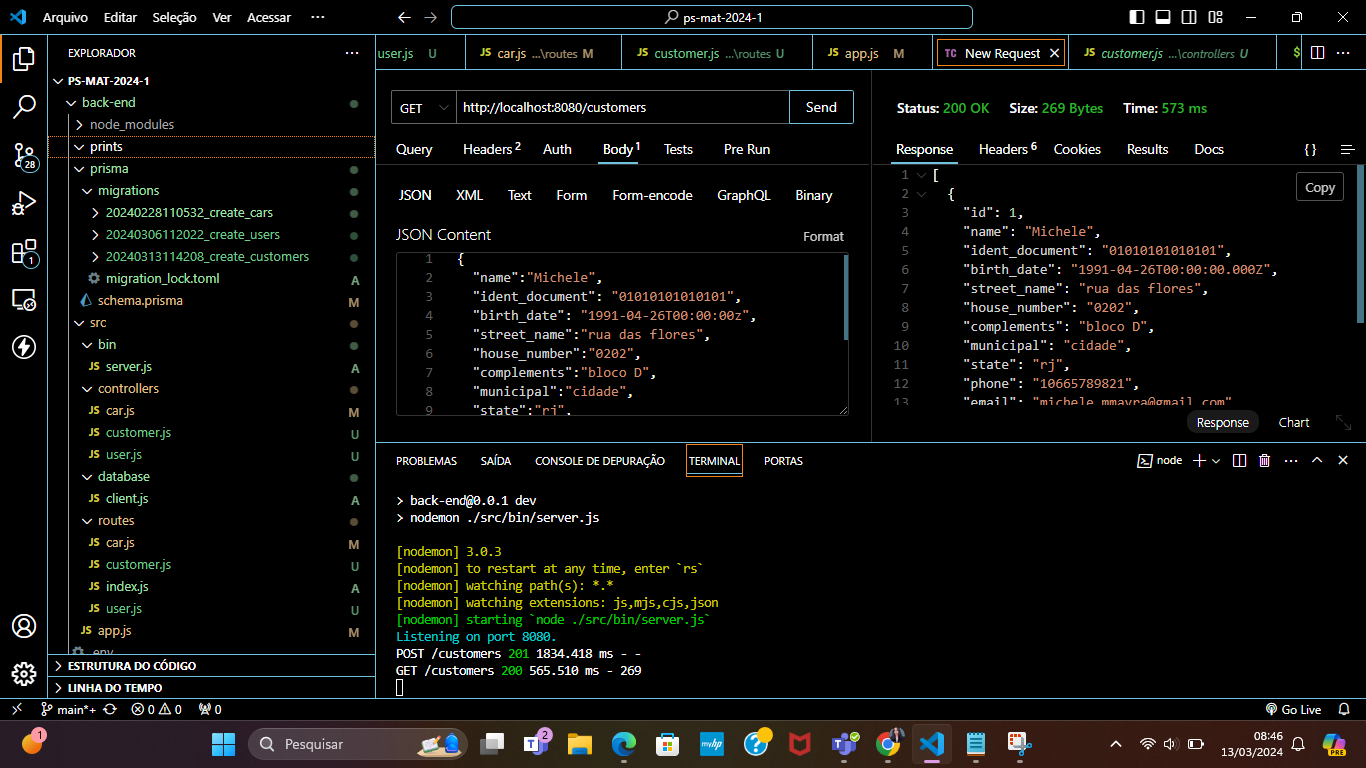 Arquivo Editar Seleção Ver Acessar ··· ps-mat-2024-1
EXPLORADOR ···
PS-MAT-2024-1
back-end
node_modules
prints
prisma
migrations
20240228110532_create_cars
20240306112022_create_users
20240313114208_create_customers
migration_lock.toml A
schema.prisma M
src
bin
server.js A
controllers
car.js M
customer.js U
user.js U
database
client.js A
routes
car.js M
customer.js U
index.js A
user.js U
app.js M
.env
ESTRUTURA DO CÓDIGO
LINHA DO TEMPO
28
1
user.js U JS car.js ...\routes M JS customer.js ...\routes U JS app.js M TC New Request JS customer.js ...\controllers U $ ···
GET http://localhost:8080/customers Send
Query Headers 2 Auth Body 1 Tests Pre Run
JSON XML Text Form Form-encode GraphQL Binary
JSON Content Format
1 {
2 "name":"Michele",
3 "ident_document": "01010101010101",
4 "birth_date": "1991-04-26T00:00:00z",
5 "street_name":"rua das flores",
6 "house_number":"0202",
7 "complements":"bloco D",
8 "municipal":"cidade",
9 "state":"rj",
Status: 200 OK Size: 269 Bytes Time: 573 ms
Response Headers 6 Cookies Results Docs {}
Copy
1 [
2 {
3 "id": 1,
4 "name": "Michele",
5 "ident_document": "01010101010101",
6 "birth_date": "1991-04-26T00:00:00.000Z",
7 "street_name": "rua das flores",
8 "house_number": "0202",
9 "complements": "bloco D",
10 "municipal": "cidade",
11 "state": "rj",
12 "phone": "10665789821",
13 "email": "michele.mmayra@gmail.com"
Response Chart
PROBLEMAS SAÍDA CONSOLE DE DEPURAÇÃO TERMINAL PORTAS node ···
> back-end@0.0.1 dev
> nodemon ./src/bin/server.js
[nodemon] 3.0.3
[nodemon] to restart at any time, enter `rs`
[nodemon] watching path(s): *.*
[nodemon] watching extensions: js,mjs,cjs,json
[nodemon] starting `node ./src/bin/server.js`
Listening on port 8080.
POST /customers 201 1834.418 ms - -
GET /customers 200 565.510 ms - 269
main*+ 0 0 0 Go Live
1 Pesquisar 2 myhp PRE
08:46
13/03/2024